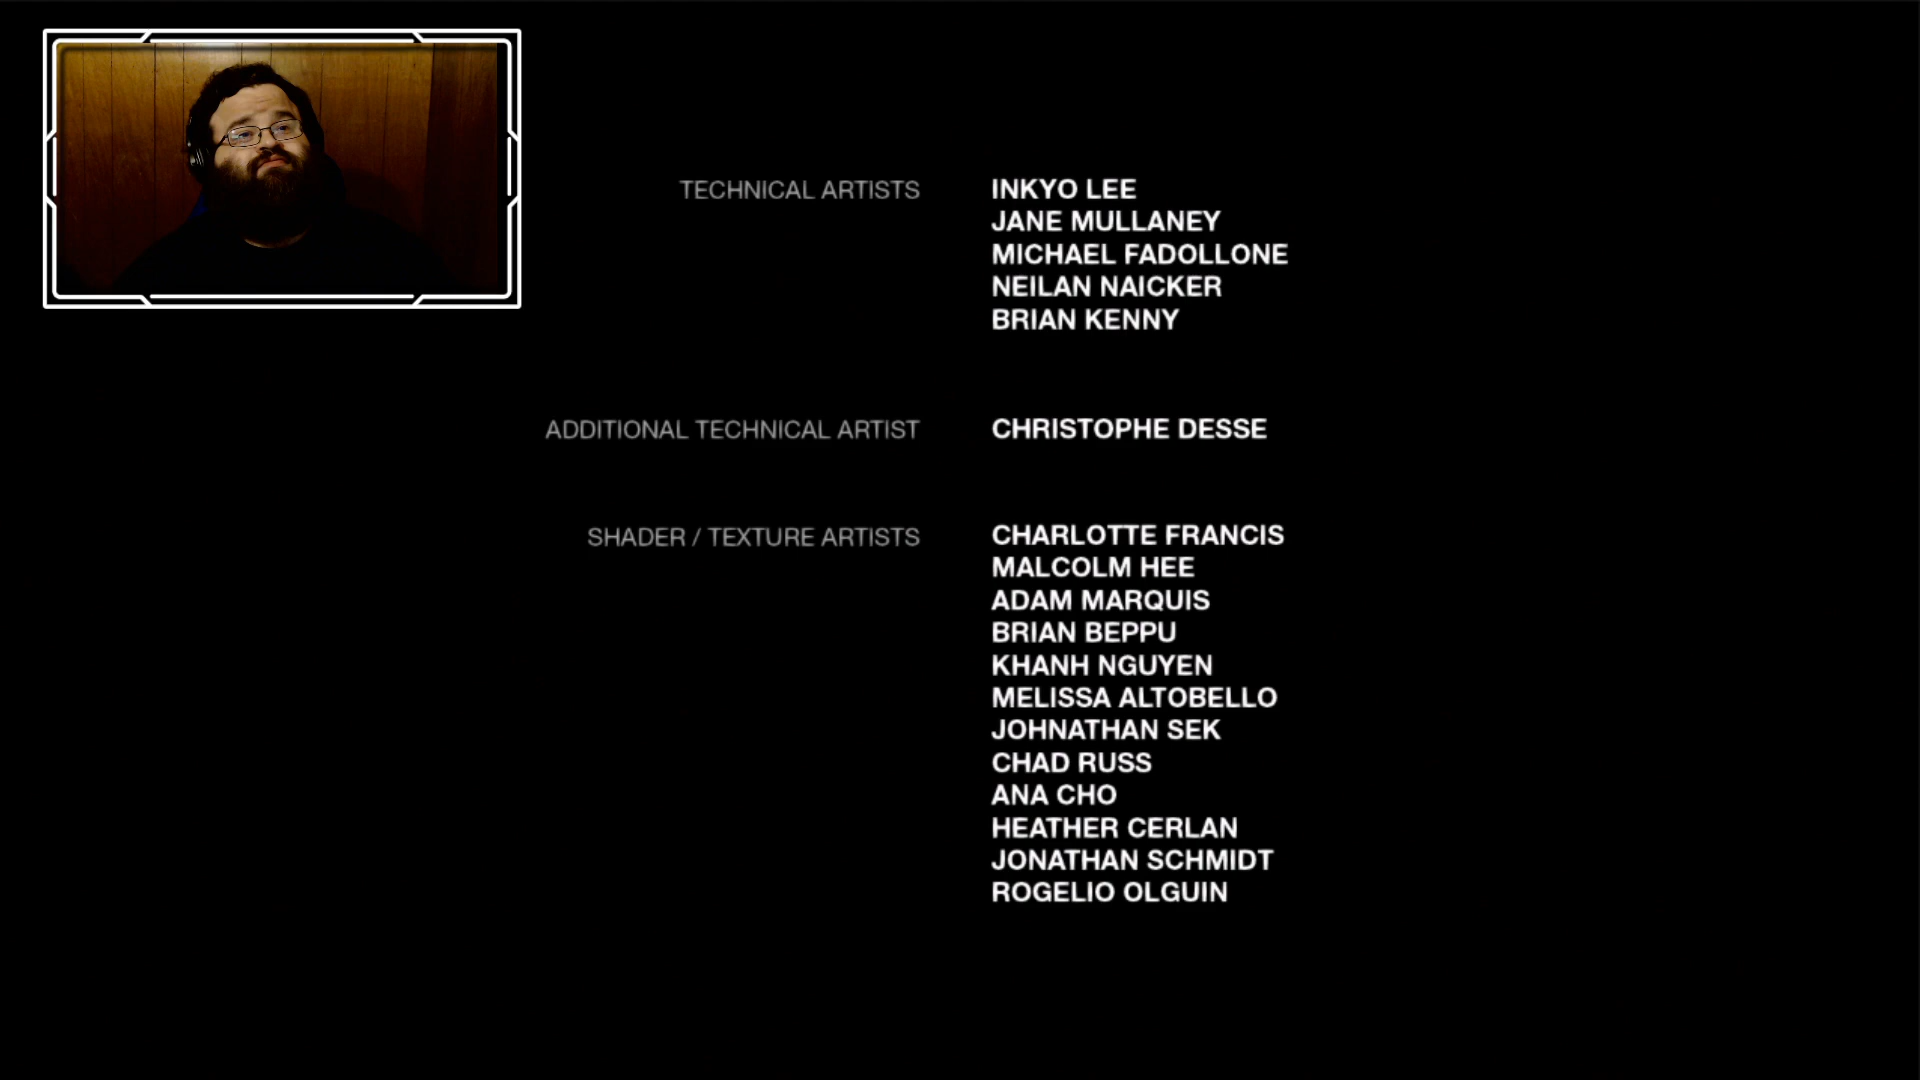 TECHNICAL ARTISTS INKYO LEE
JANE MULLANEY
MICHAEL FADOLLONE
NEILAN NAICKER
BRIAN KENNY
ADDITIONAL TECHNICAL ARTIST CHRISTOPHE DESSE
SHADER / TEXTURE ARTISTS CHARLOTTE FRANCIS
MALCOLM HEE
ADAM MARQUIS
BRIAN BEPPU
KHANH NGUYEN
MELISSA ALTOBELLO
JOHNATHAN SEK
CHAD RUSS
ANA CHO
HEATHER CERLAN
JONATHAN SCHMIDT
ROGELIO OLGUIN